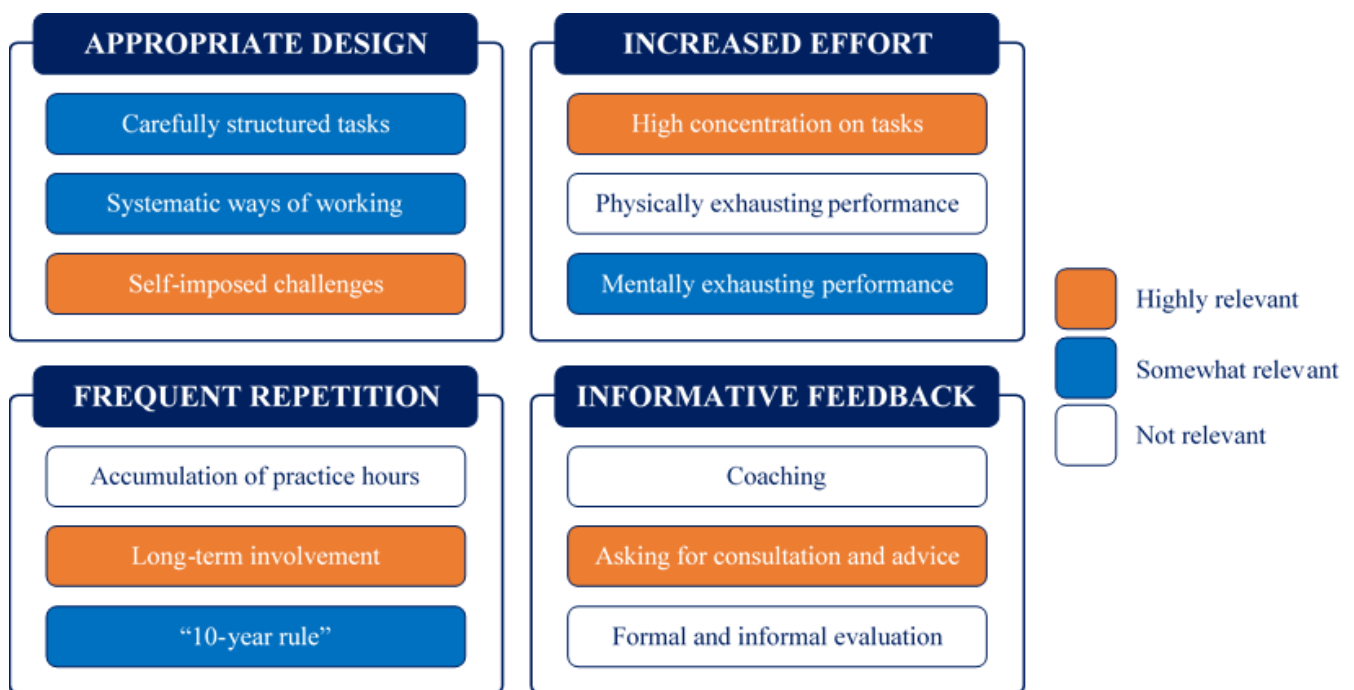 APPROPRIATE DESIGN
Carefully structured tasks
Systematic ways of working
Self-imposed challenges
INCREASED EFFORT
High concentration on tasks
Physically exhausting performance
Mentally exhausting performance
FREQUENT REPETITION
Accumulation of practice hours
Long-term involvement
“10-year rule”
INFORMATIVE FEEDBACK
Coaching
Asking for consultation and advice
Formal and informal evaluation
Highly relevant
Somewhat relevant
Not relevant